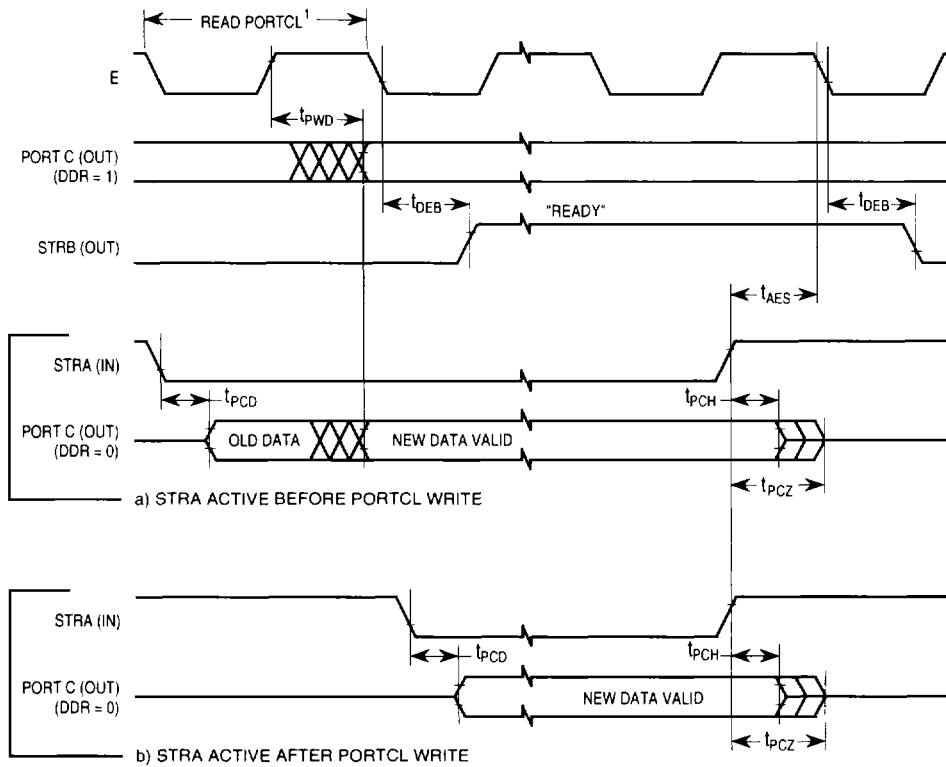 READ PORTCL1
E
tPWD
PORT C (OUT)
(DDR = 1)
tDEB
"READY"
tDEB
STRB (OUT)
tAES
STRA (IN)
tPCD
tPCH
PORT C (OUT)
(DDR = 0)
OLD DATA
NEW DATA VALID
tPCZ
a) STRA ACTIVE BEFORE PORTCL WRITE
STRA (IN)
tPCD
tPCH
PORT C (OUT)
(DDR = 0)
NEW DATA VALID
tPCZ
b) STRA ACTIVE AFTER PORTCL WRITE